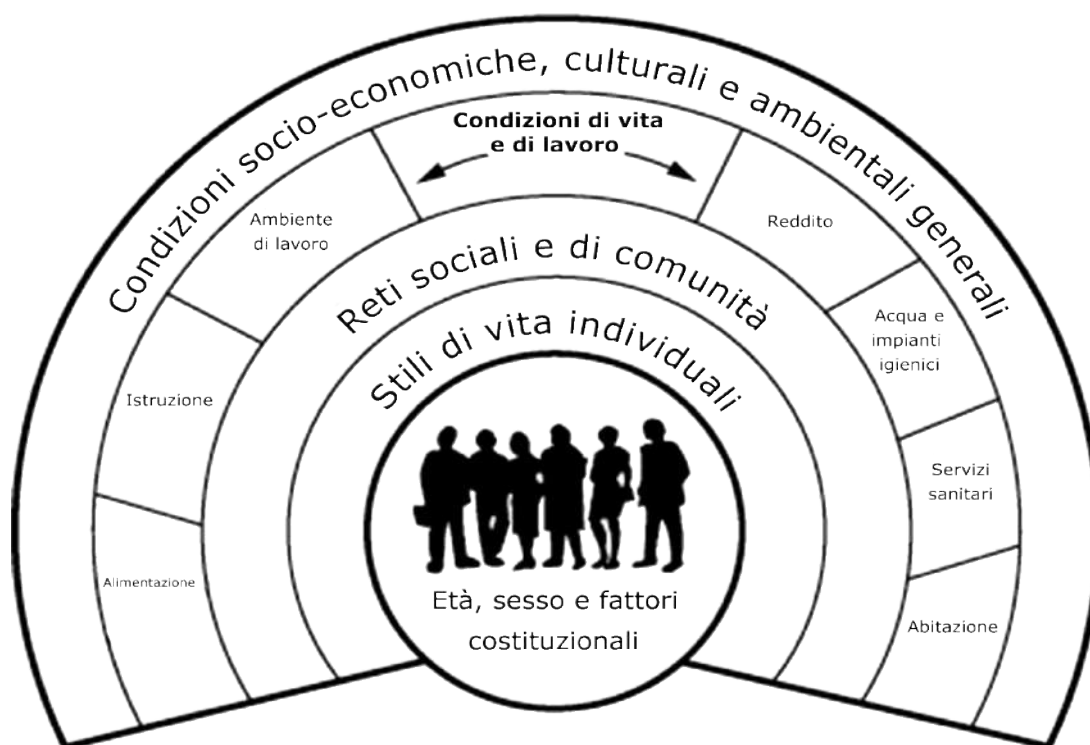 Condizioni socio-economiche, culturali e ambientali generali
Condizioni di vita
e di lavoro
Ambiente
di lavoro
Reddito
Reti sociali e di comunità
Acqua e
impianti
igienici
Stili di vita individuali
Istruzione
Servizi
sanitari
Alimentazione
Età, sesso e fattori
costituzionali
Abitazione